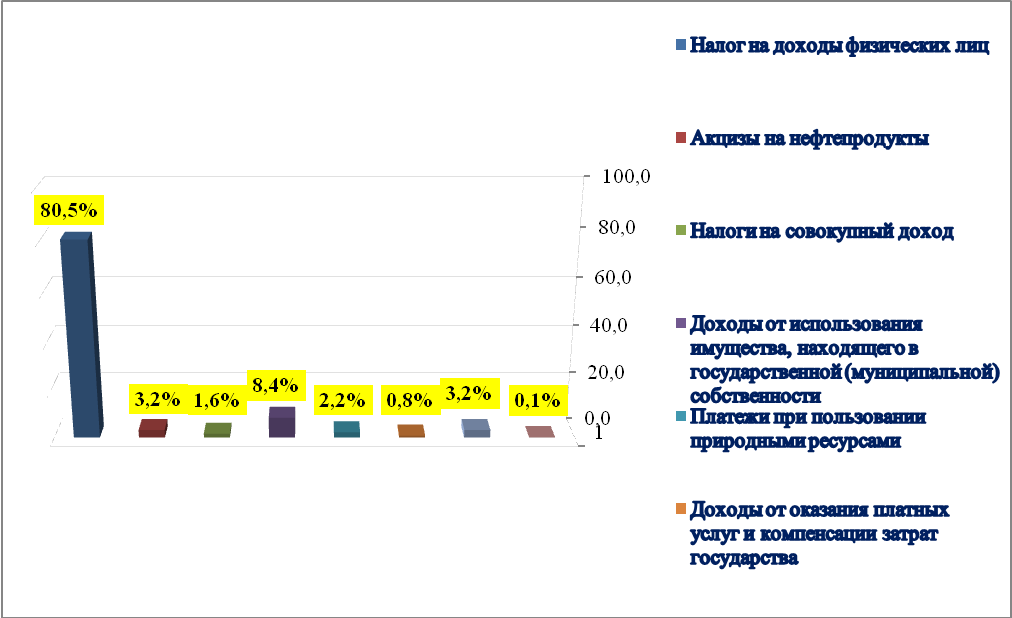 80,5%
3,2%
1,6%
8,4%
2,2%
0,8%
3,2%
0,1%
100,0
80,0
60,0
40,0
20,0
0,0
1
Налог на доходы физических лиц
Акцизы на нефтепродукты
Налоги на совокупный доход
Доходы от использования
имущества, находящего в
государственной (муниципальной)
собственности
Платежи при пользовании
природными ресурсами
Доходы от оказания платных
услуг и компенсации затрат
государства